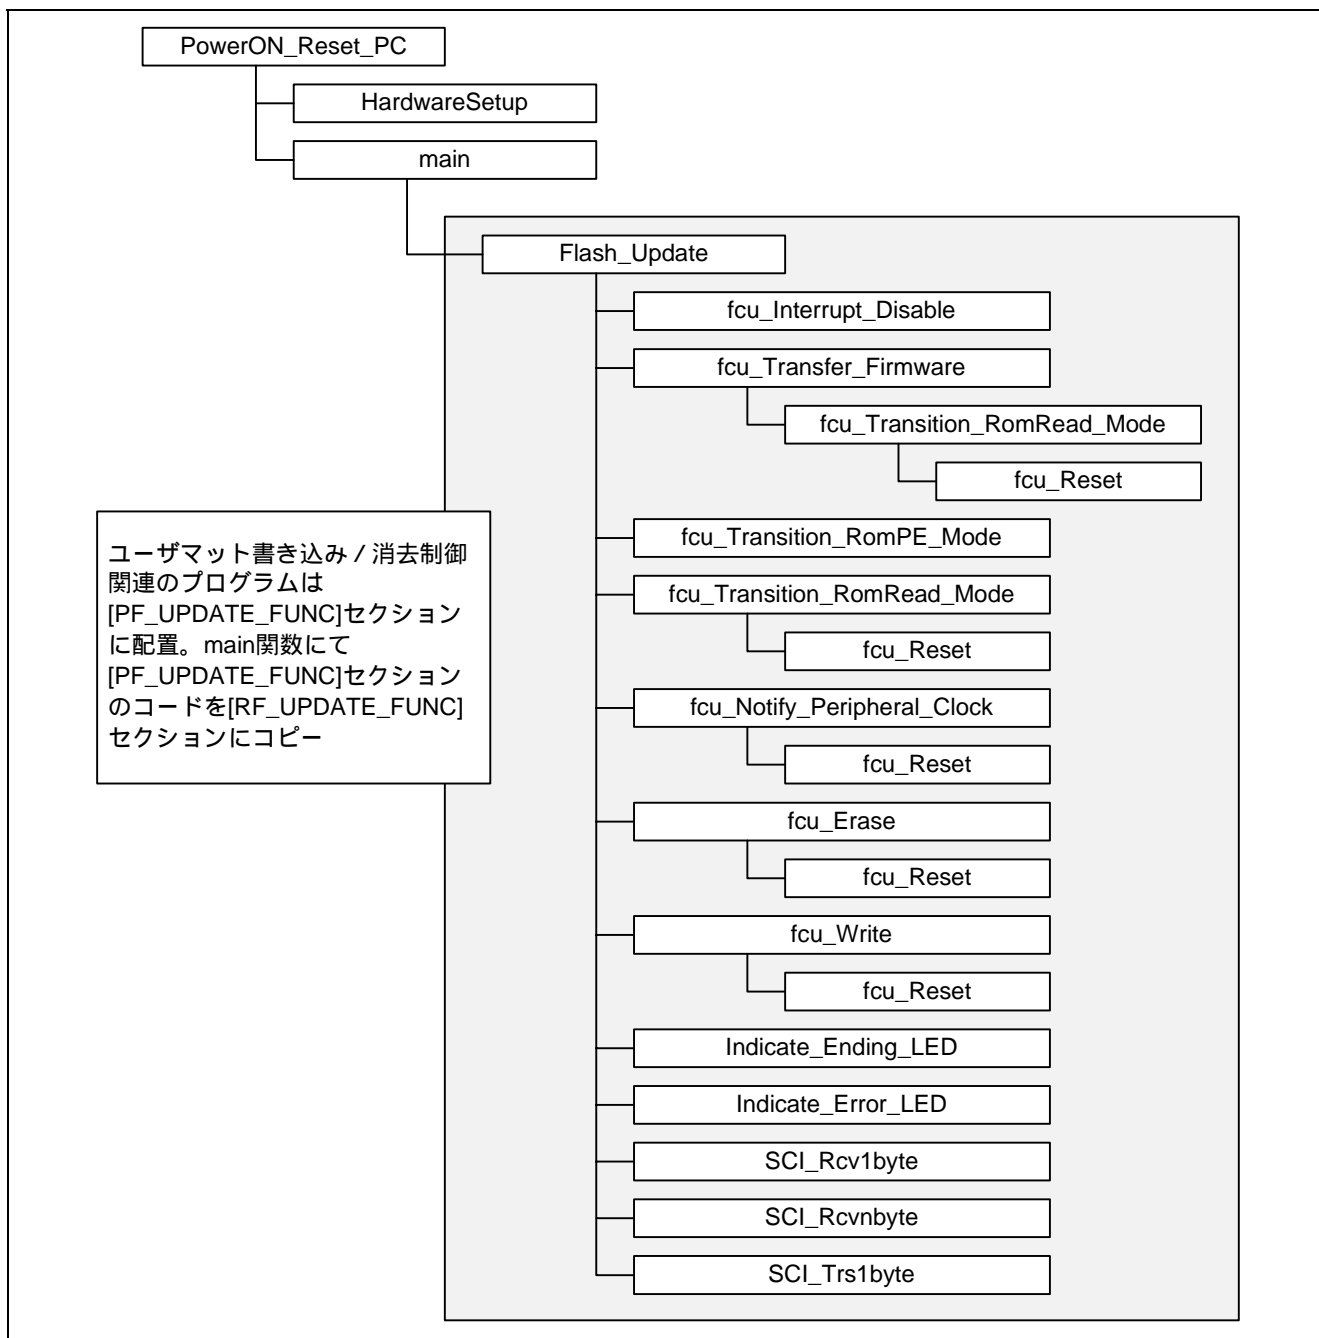 PowerON_Reset_PC
HardwareSetup
main
Flash_Update
fcu_Interrupt_Disable
fcu_Transfer_Firmware
fcu_Transition_RomRead_Mode
fcu_Reset
ユーザマット書き込み / 消去制御
関連のプログラムは
[PF_UPDATE_FUNC]セクション
に配置。main関数にて
[PF_UPDATE_FUNC]セクション
のコードを[RF_UPDATE_FUNC]
セクションにコピー
fcu_Transition_RomPE_Mode
fcu_Transition_RomRead_Mode
fcu_Reset
fcu_Notify_Peripheral_Clock
fcu_Reset
fcu_Erase
fcu_Reset
fcu_Write
fcu_Reset
Indicate_Ending_LED
Indicate_Error_LED
SCI_Rcv1byte
SCI_Rcvnbyte
SCI_Trs1byte